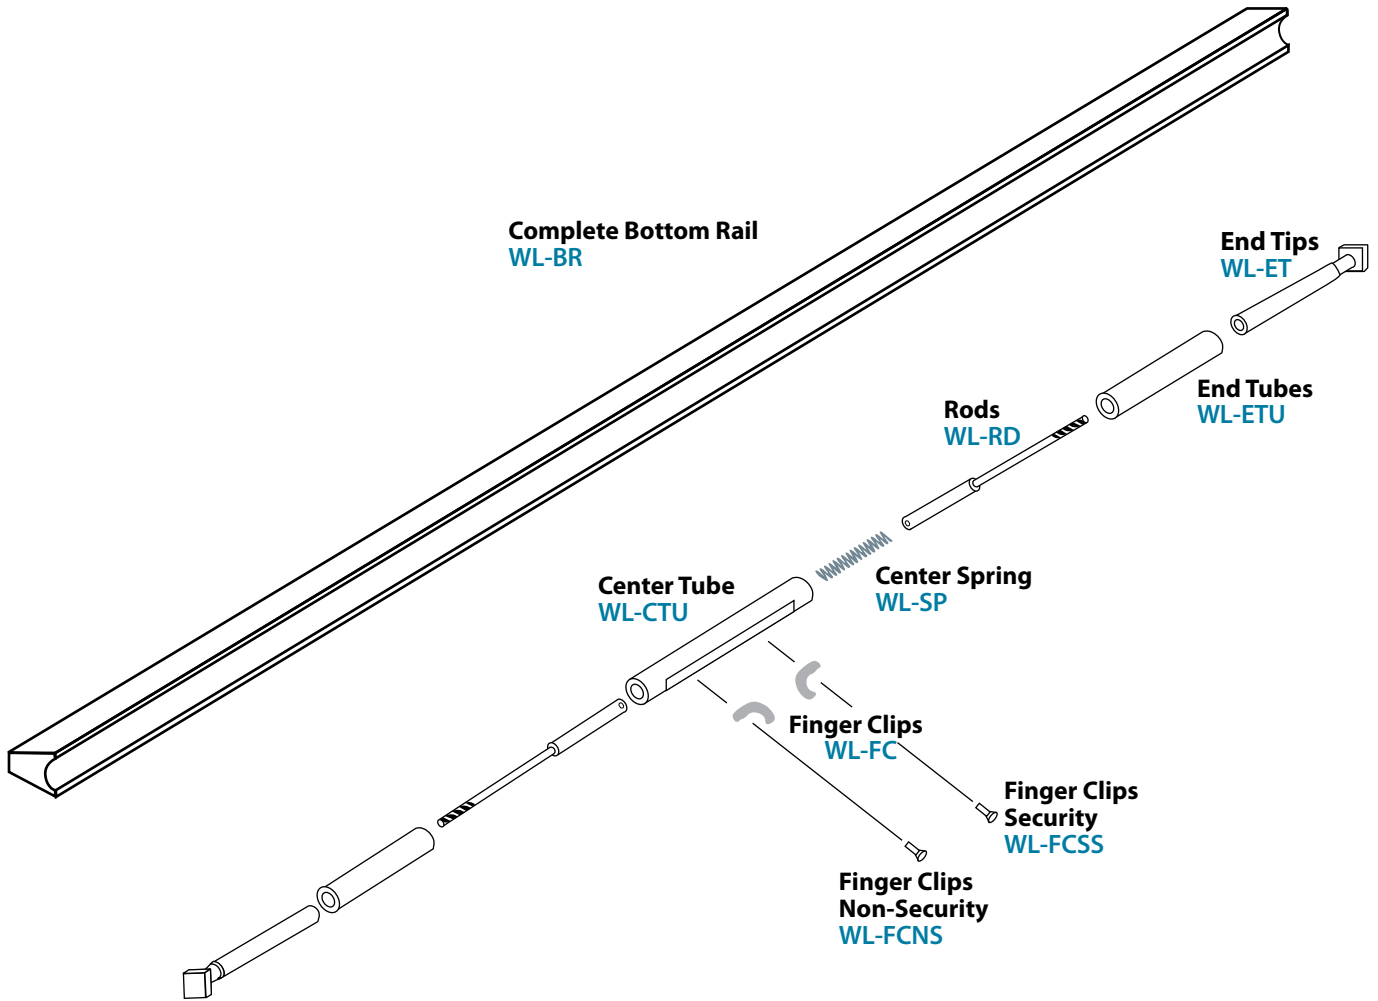 Complete Bottom Rail
WL-BR
End Tips
WL-ET
End Tubes
WL-ETU
Rods
WL-RD
Center Spring
WL-SP
Center Tube
WL-CTU
Finger Clips
WL-FC
Finger Clips
Security
WL-FCSS
Finger Clips
Non-Security
WL-FCNS